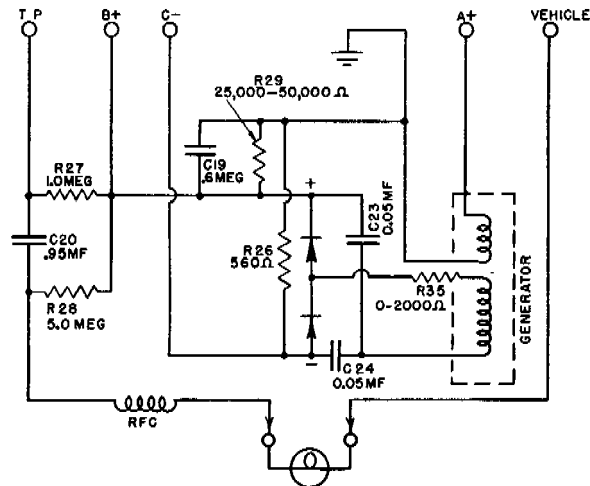 T P
B+
C-
A+
VEHICLE
R29
25,000-50,000 Ω
C19
.6MEG
R27
1.0MEG
C20
.95MF
R28
5.0 MEG
R26
560Ω
+
C23
0.05MF
R35
0-2000Ω
GENERATOR
-
C24
0.05MF
RFC